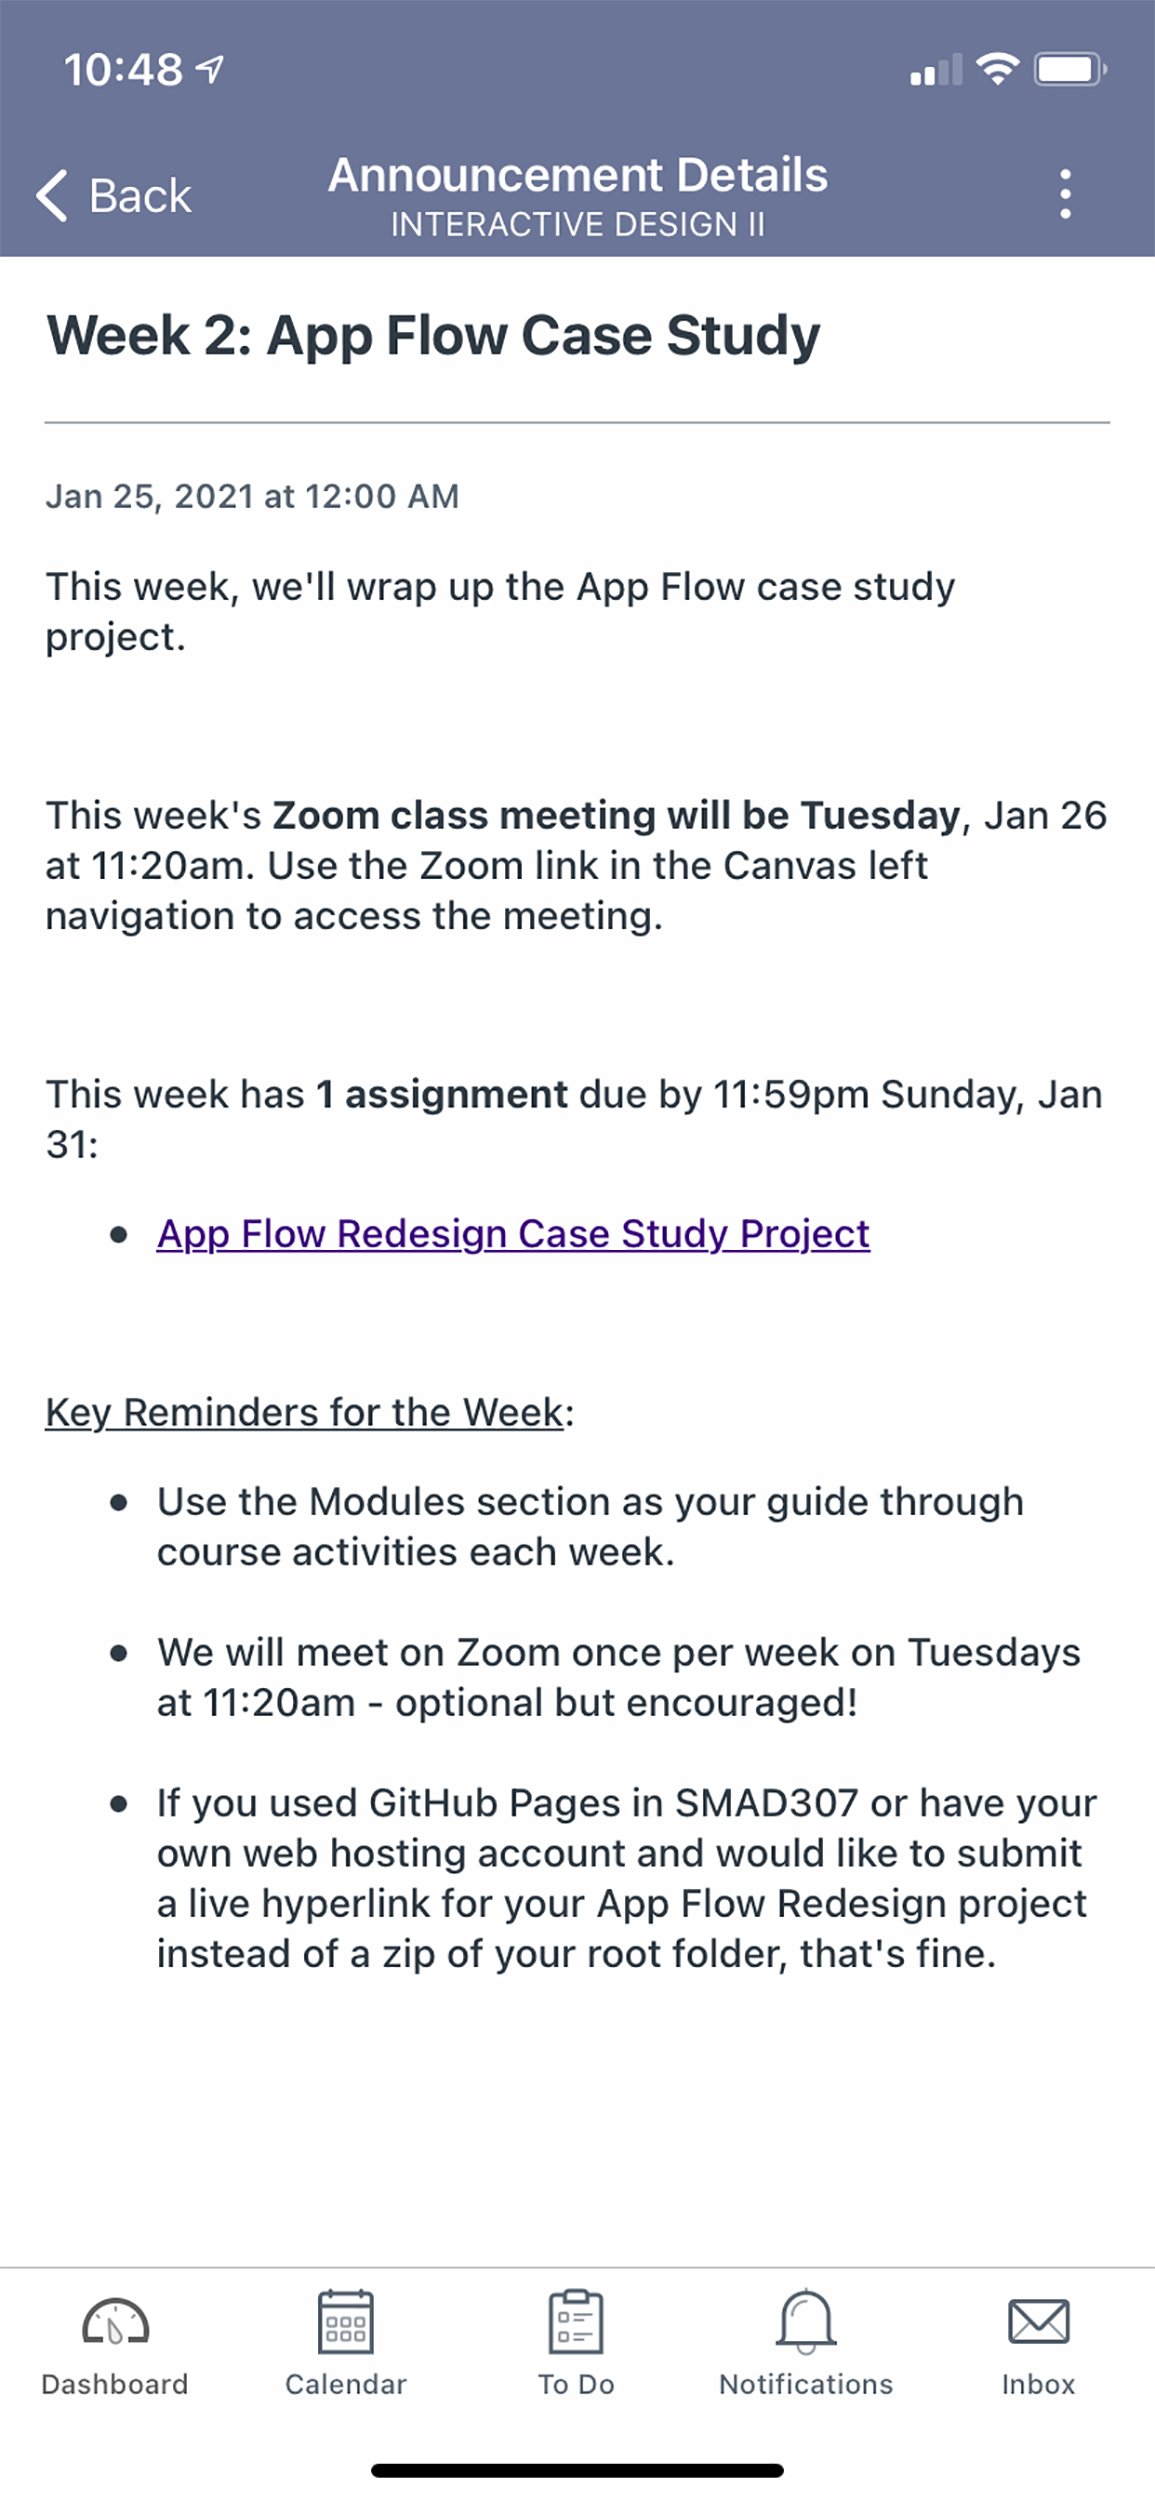 10:48
Back
Announcement Details
INTERACTIVE DESIGN II
Week 2: App Flow Case Study
Jan 25, 2021 at 12:00 AM
This week, we'll wrap up the App Flow case study
project.
This week's Zoom class meeting will be Tuesday, Jan 26
at 11:20am. Use the Zoom link in the Canvas left
navigation to access the meeting.
This week has 1 assignment due by 11:59pm Sunday, Jan
31:
• App Flow Redesign Case Study Project
Key Reminders for the Week:
• Use the Modules section as your guide through
course activities each week.
• We will meet on Zoom once per week on Tuesdays
at 11:20am - optional but encouraged!
• If you used GitHub Pages in SMAD307 or have your
own web hosting account and would like to submit
a live hyperlink for your App Flow Redesign project
instead of a zip of your root folder, that's fine.
Dashboard
Calendar
To Do
Notifications
Inbox